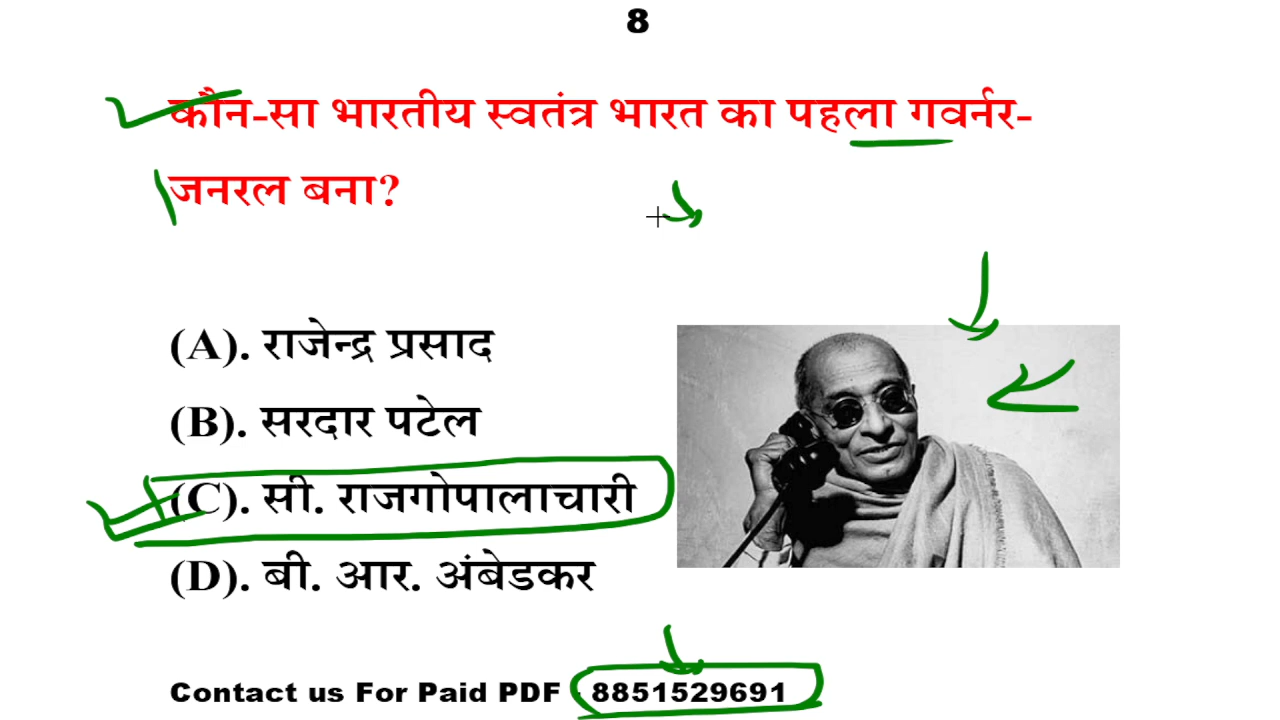 8
कौन-सा भारतीय स्वतंत्र भारत का पहला गवर्नर-
जनरल बना?
(A). राजेन्द्र प्रसाद
(B). सरदार पटेल
(C). सी. राजगोपालाचारी
(D). बी. आर. अंबेडकर
Contact us For Paid PDF - 8851529691